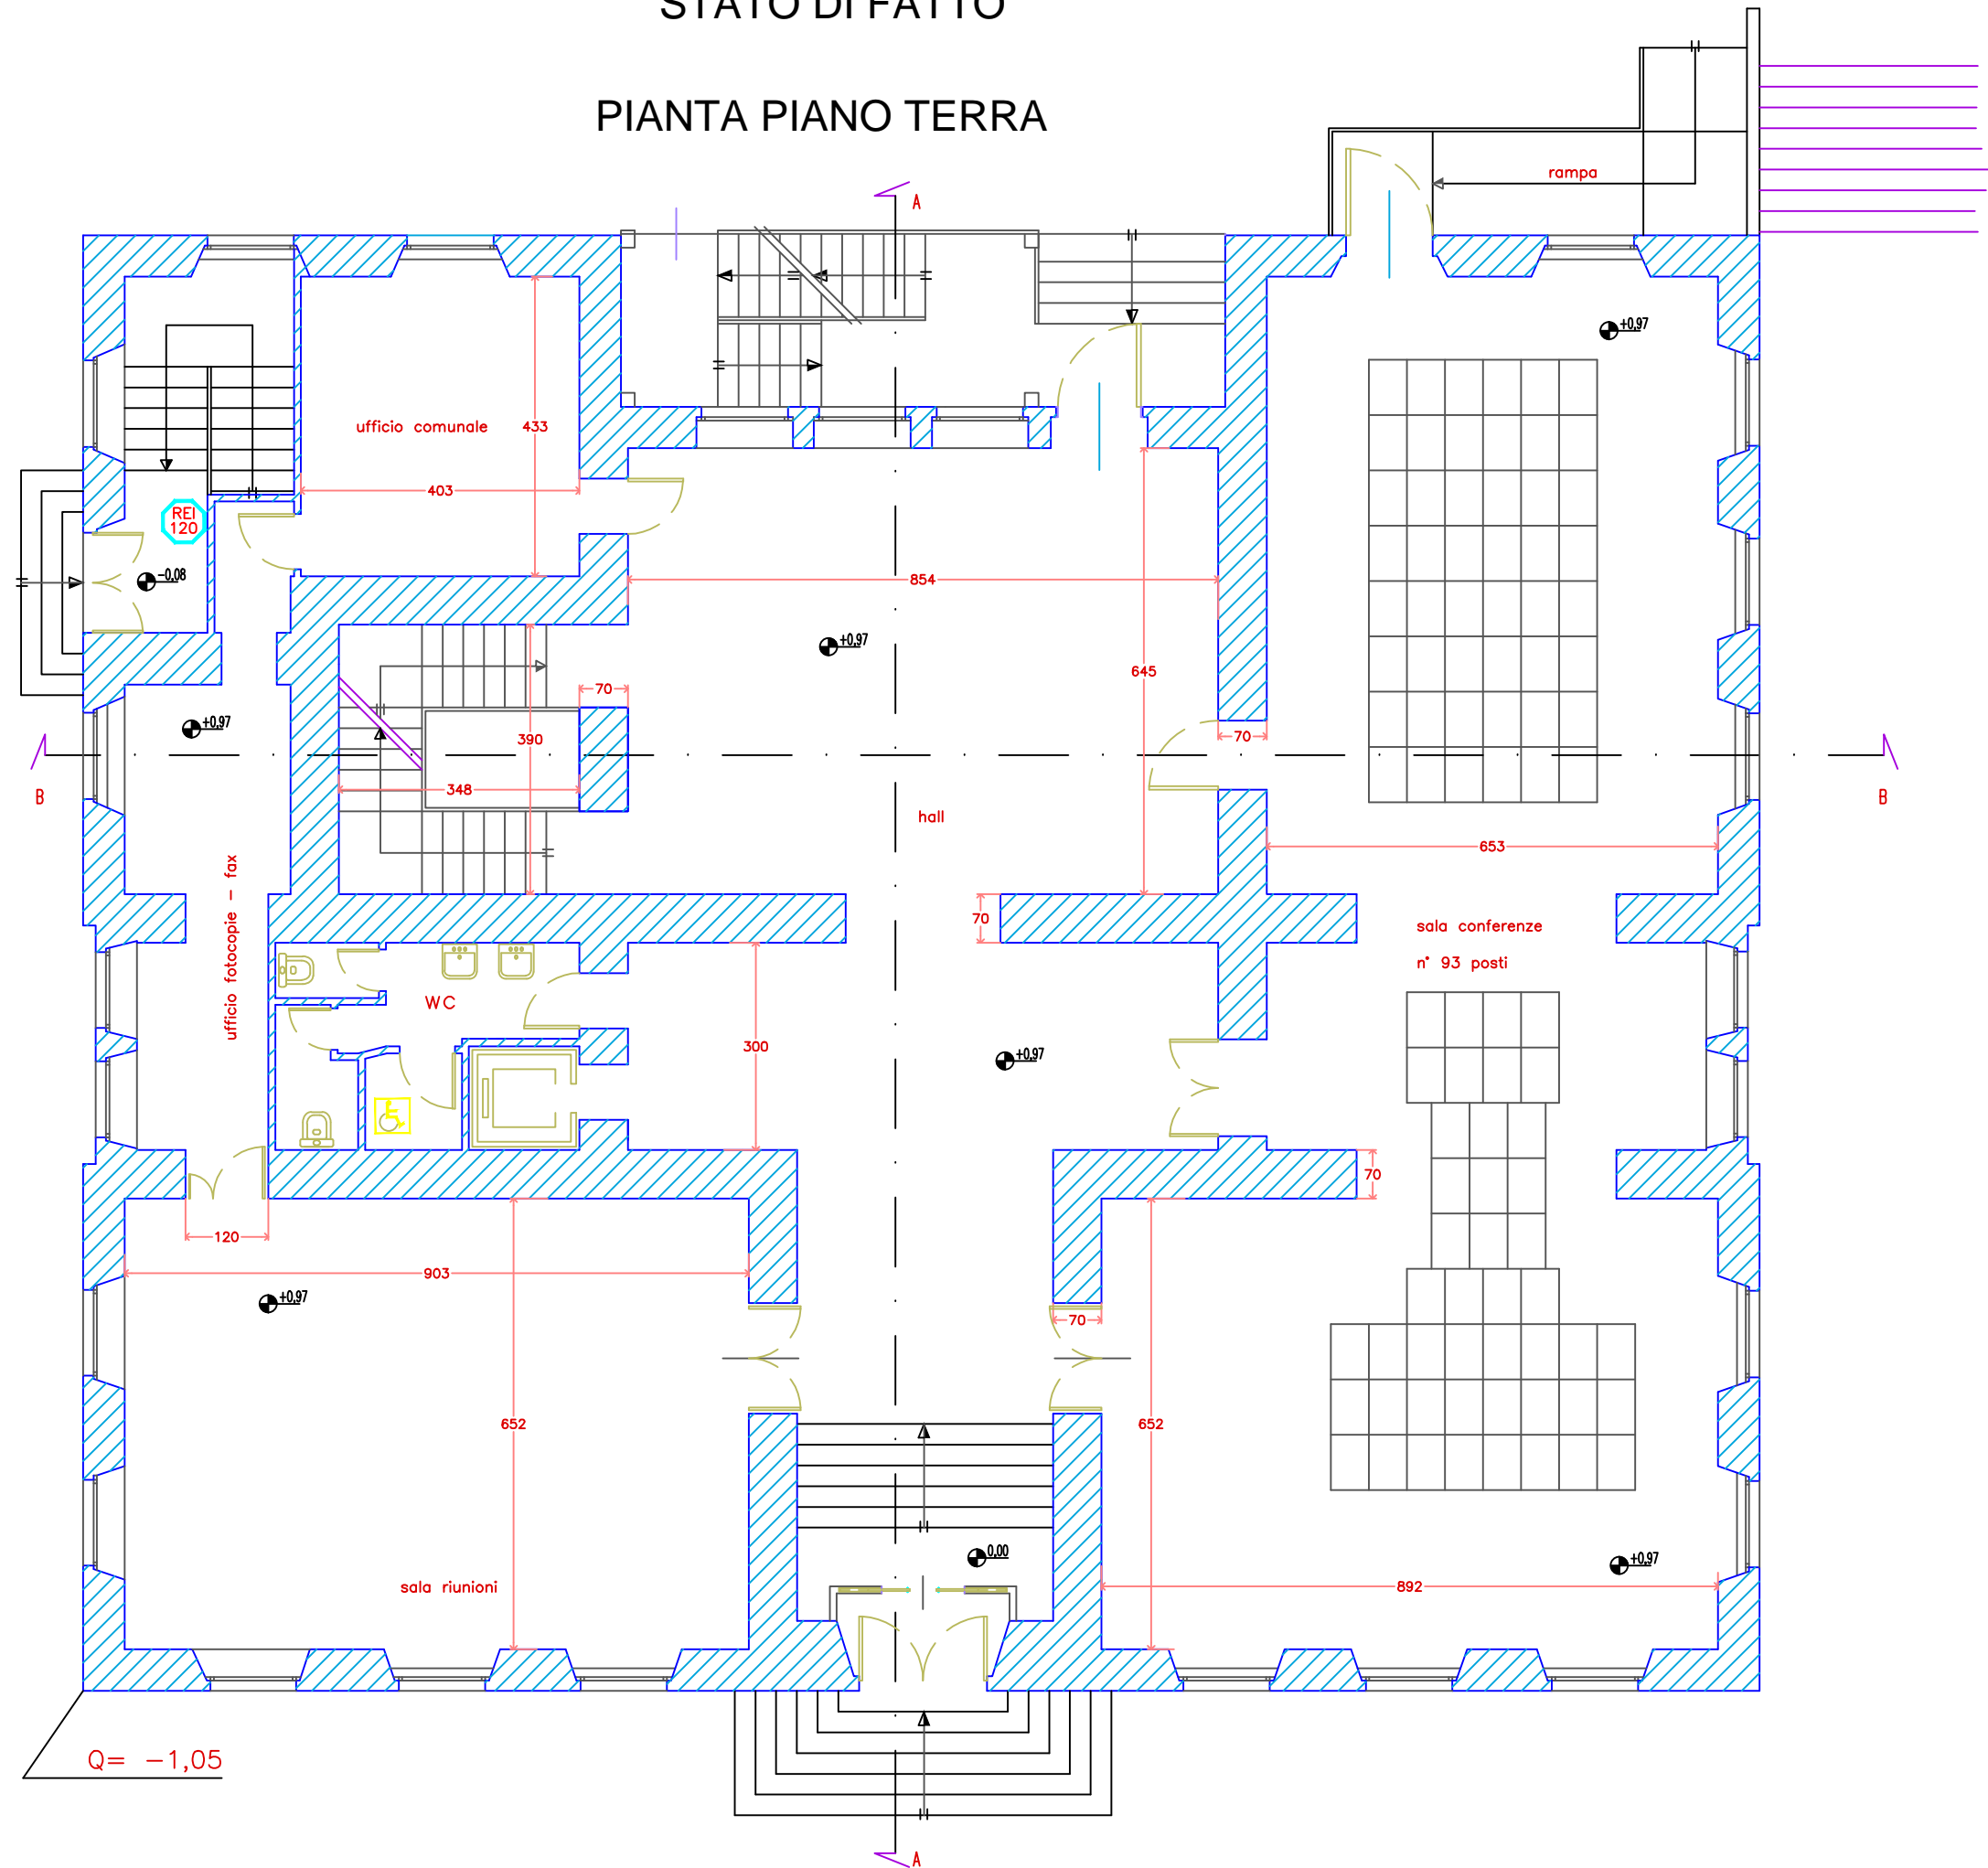 STATO DI FATTO
PIANTA PIANO TERRA
rampa
A
+0,97
ufficio comunale
433
403
REI
120
-0,08
854
+0,97
645
+0,97
70
390
70
348
B
hall
B
653
ufficio fotocopie - fax
70
sala conferenze
n° 93 posti
WC
300
+0,97
70
120
903
+0,97
70
652
652
0,00
+0,97
sala riunioni
892
Q= -1,05
A